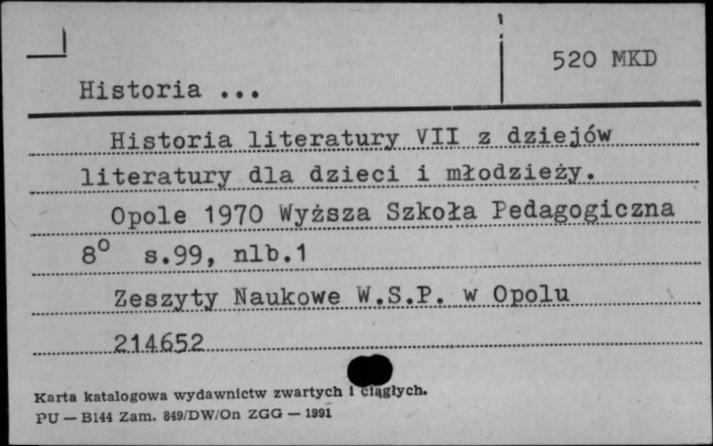 520 MKD
Historia ...
Historia literatury VII z dziejów
literatury dla dzieci i młodzieży.
Opole 1970 Wyższa Szkoła Pedagogiczna
8° s.99, nlb.1
Zeszyty Naukowe W.S.P. w Opolu
214652
Karta katalogowa wydawnictw zwartych i ciągłych.
PU — B144 Zam. 849/DW/On ZGG — 1991